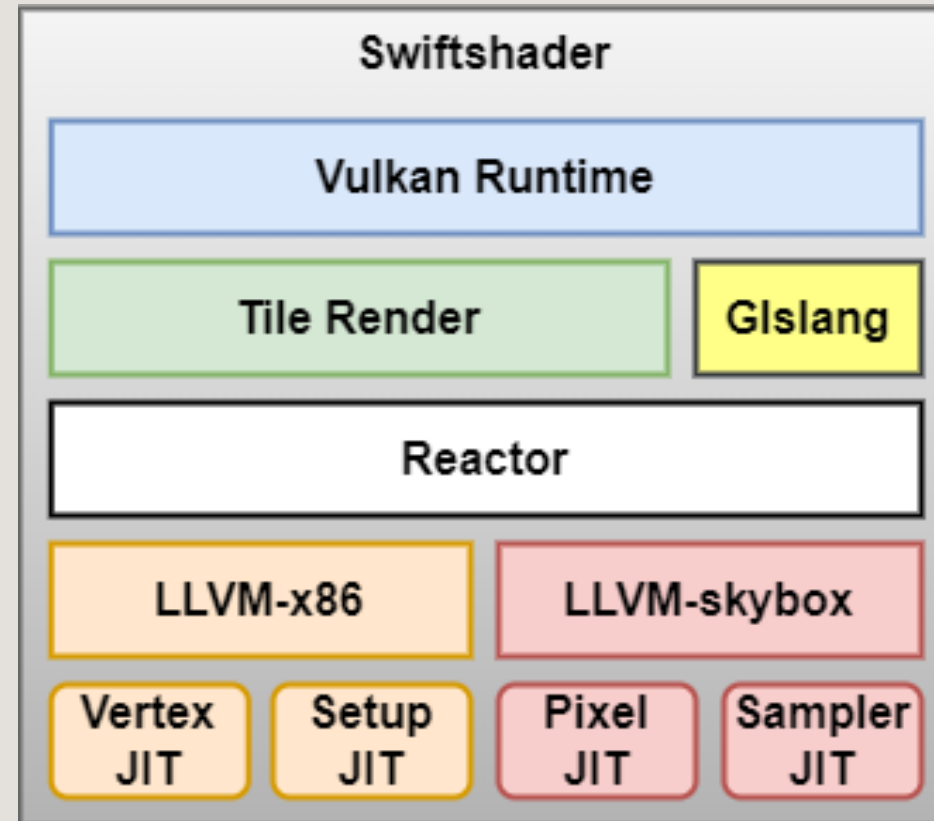 Swiftshader
Vulkan Runtime
Tile Render
Glslang
Reactor
LLVM-x86
LLVM-skybox
Vertex
JIT
Setup
JIT
Pixel
JIT
Sampler
JIT